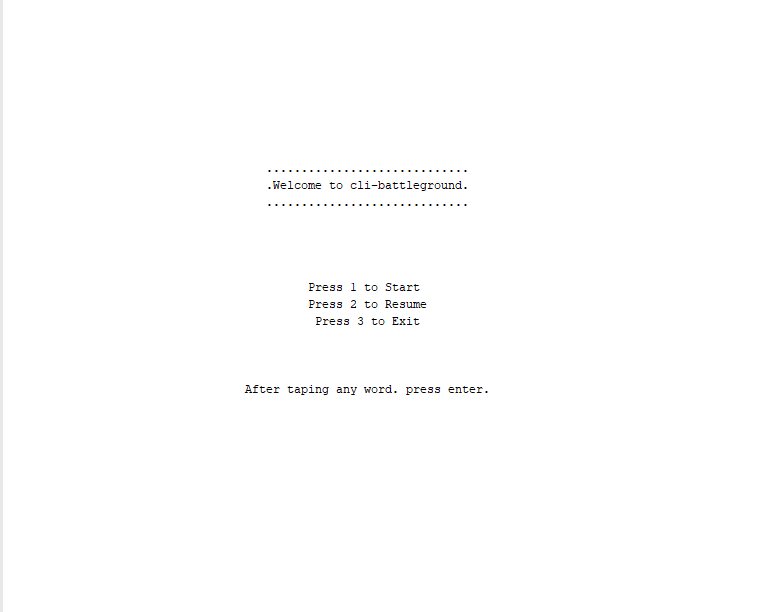 .............................
.Welcome to cli-battleground.
.............................
Press 1 to Start
Press 2 to Resume
Press 3 to Exit
After taping any word. press enter.